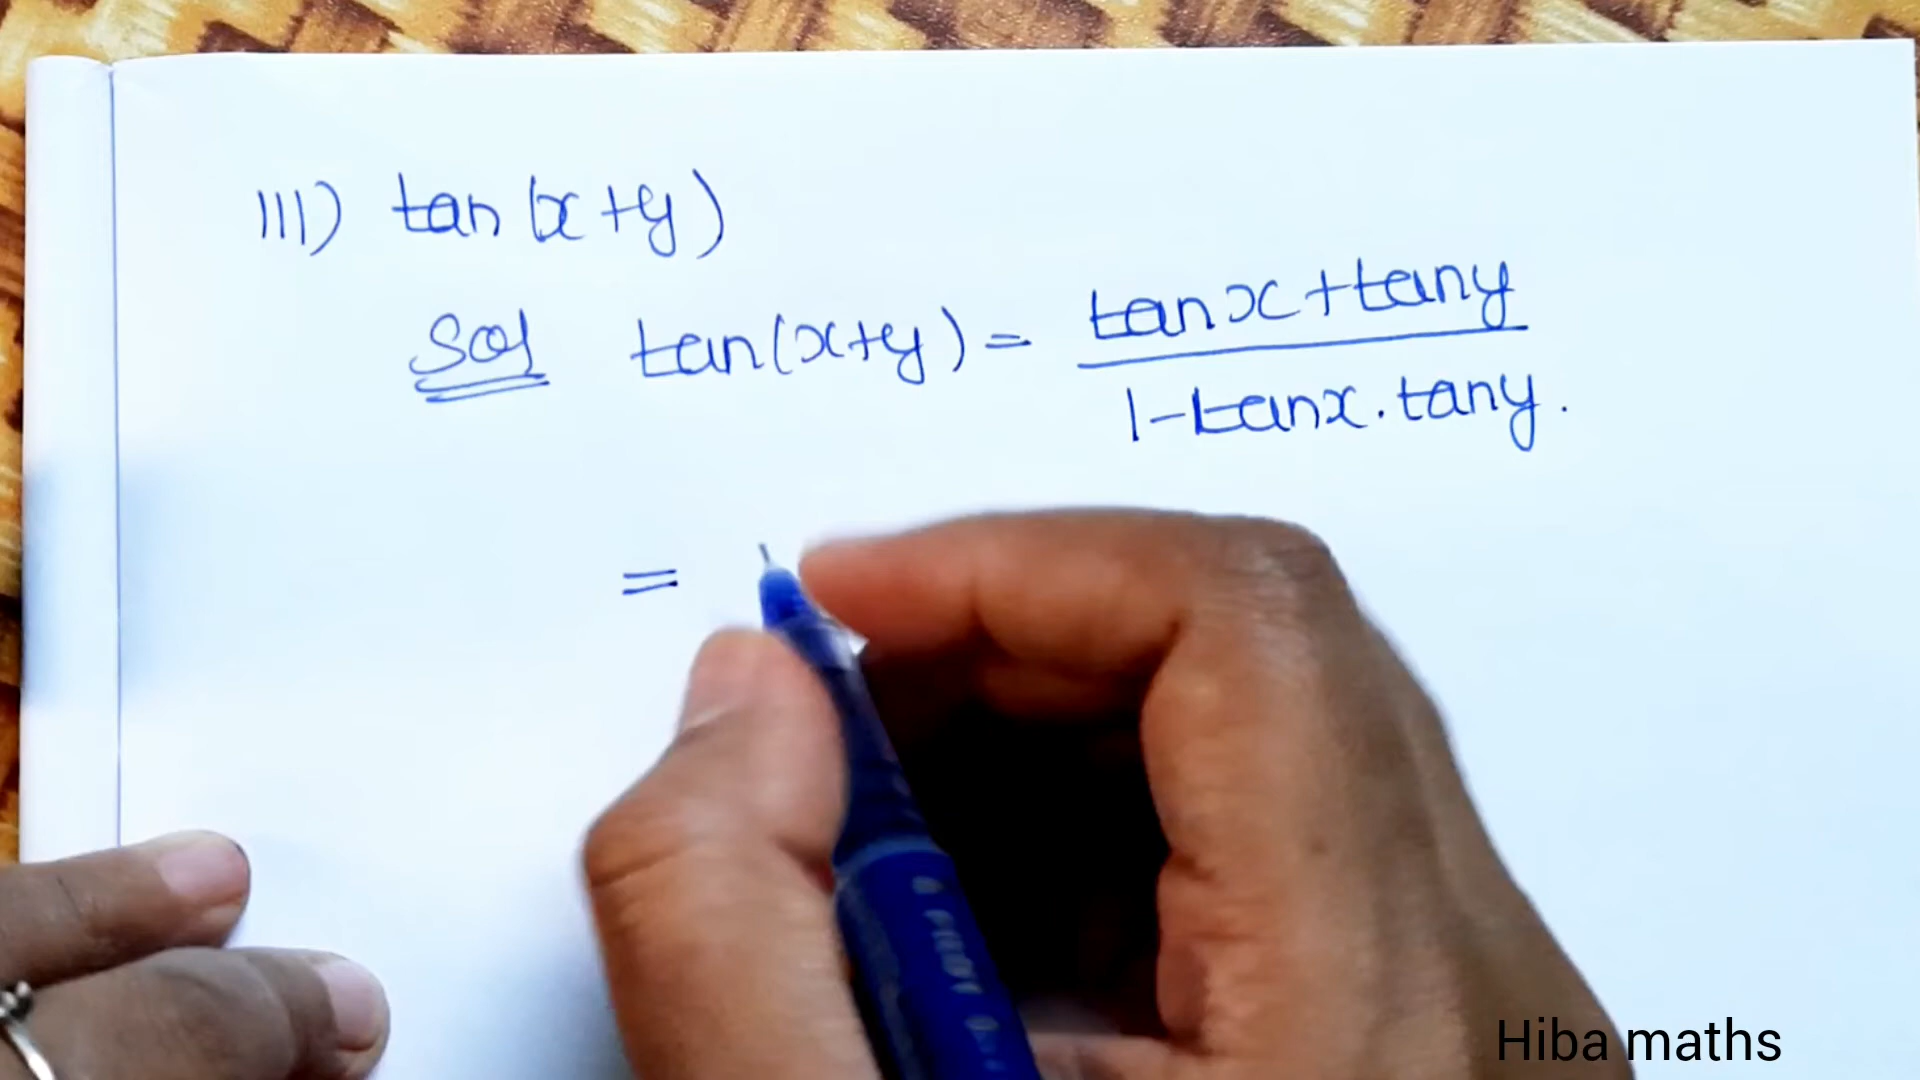 III) tan(x+y)
Sol tan(x+y) = tanx+tany
1-tanx.tany.
=
Hiba maths